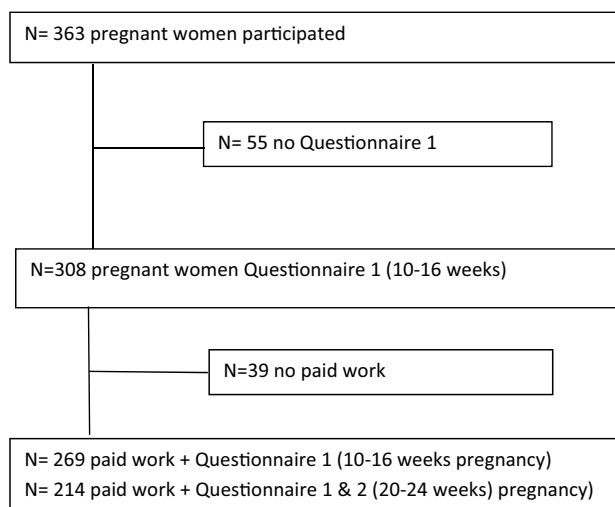 N= 363 pregnant women participated
N= 55 no Questionnaire 1
N=308 pregnant women Questionnaire 1 (10-16 weeks)
N=39 no paid work
N= 269 paid work + Questionnaire 1 (10-16 weeks pregnancy)
N= 214 paid work + Questionnaire 1 & 2 (20-24 weeks) pregnancy)